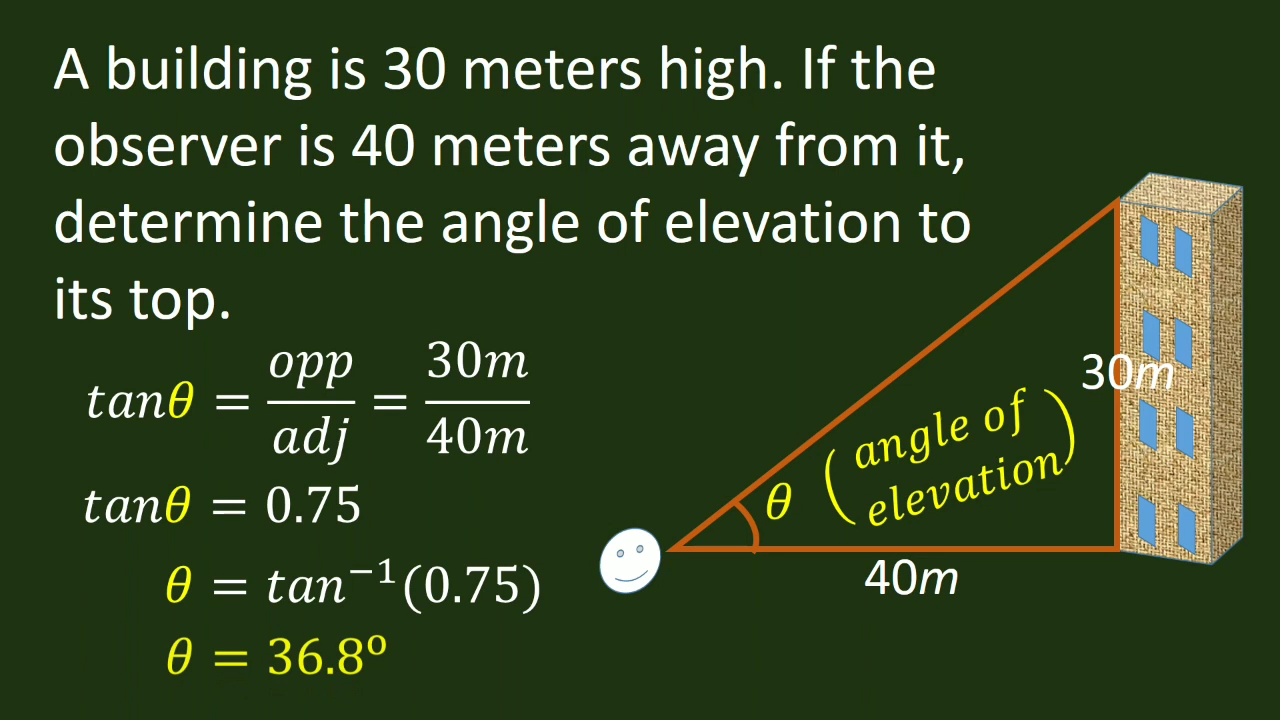 A building is 30 meters high. If the
observer is 40 meters away from it,
determine the angle of elevation to
its top.
tanθ = opp/adj = 30m/40m
tanθ = 0.75
θ = tan⁻¹(0.75)
θ = 36.8º
30m
θ (angle of
elevation)
40m